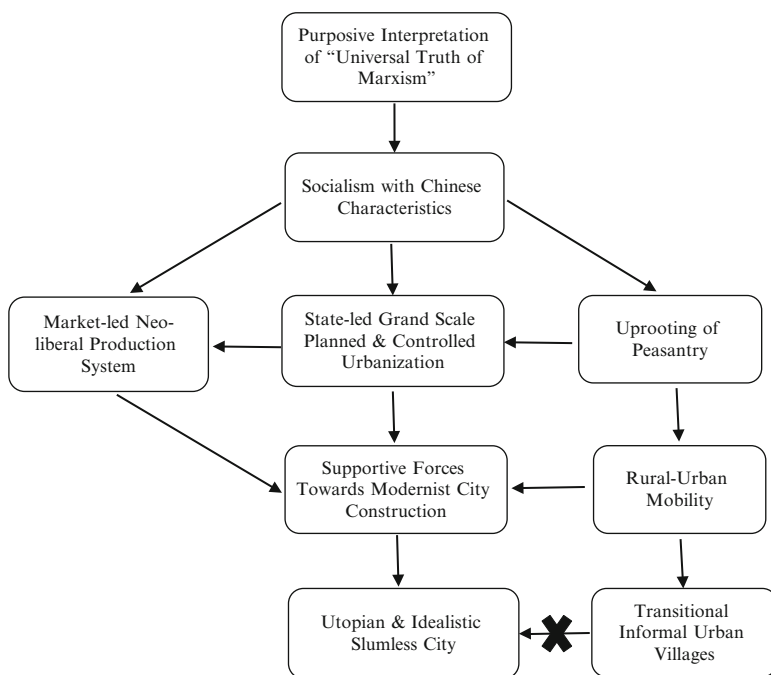 Purposive Interpretation
of “Universal Truth of
Marxism”
Socialism with Chinese
Characteristics
Market-led Neo-
liberal Production
System
State-led Grand Scale
Planned & Controlled
Urbanization
Uprooting of
Peasantry
Supportive Forces
Towards Modernist City
Construction
Rural-Urban
Mobility
Utopian & Idealistic
Slumless City
Transitional
Informal Urban
Villages